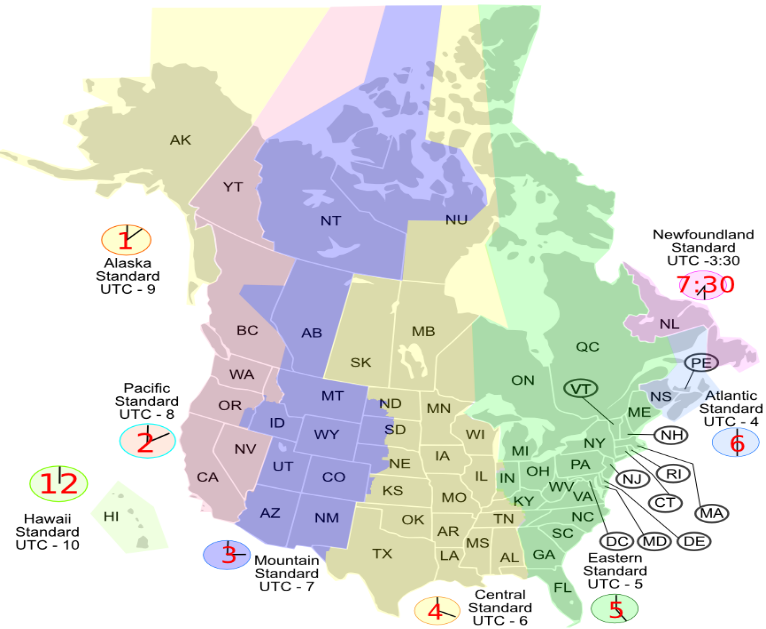 AK
YT
NT
NU
1
Alaska
Standard
UTC - 9
Newfoundland
Standard
UTC -3:30
7:30
NL
BC
AB
SK
MB
ON
QC
PE
NS
ME
VT
NH
Atlantic
Standard
UTC - 4
6
Pacific
Standard
UTC - 8
2
WA
OR
ID
MT
WY
ND
SD
MN
WI
MI
NY
NV
CA
UT
CO
NE
KS
IA
IL
MO
IN
OH
PA
WV
VA
KY
NJ
RI
CT
MA
12
Hawaii
Standard
UTC - 10
HI
AZ
NM
OK
TX
AR
LA
MS
TN
AL
NC
SC
GA
FL
DC
MD
DE
3
Mountain
Standard
UTC - 7
4
Central
Standard
UTC - 6
Eastern
Standard
UTC - 5
5